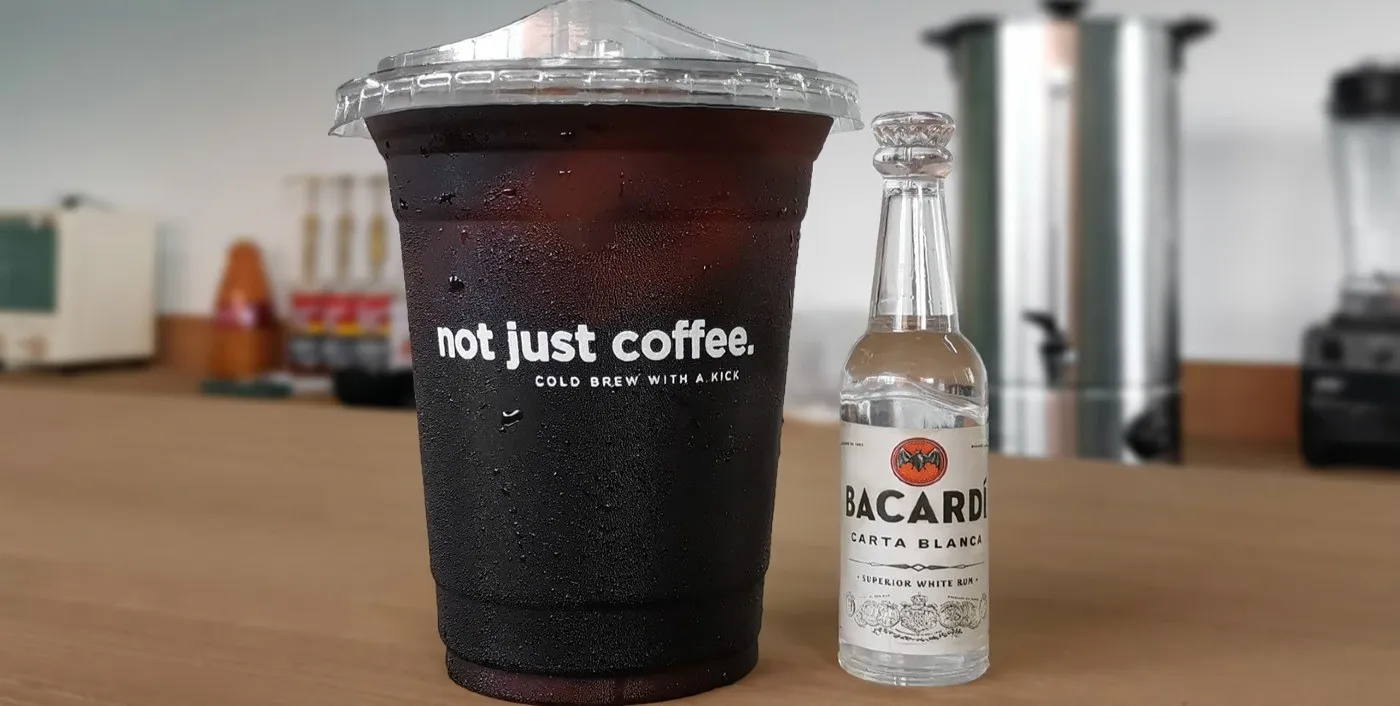 not just coffee.
COLD BREW WITH A KICK
BACARDÍ
CARTA BLANCA
· SUPERIOR WHITE RUM ·